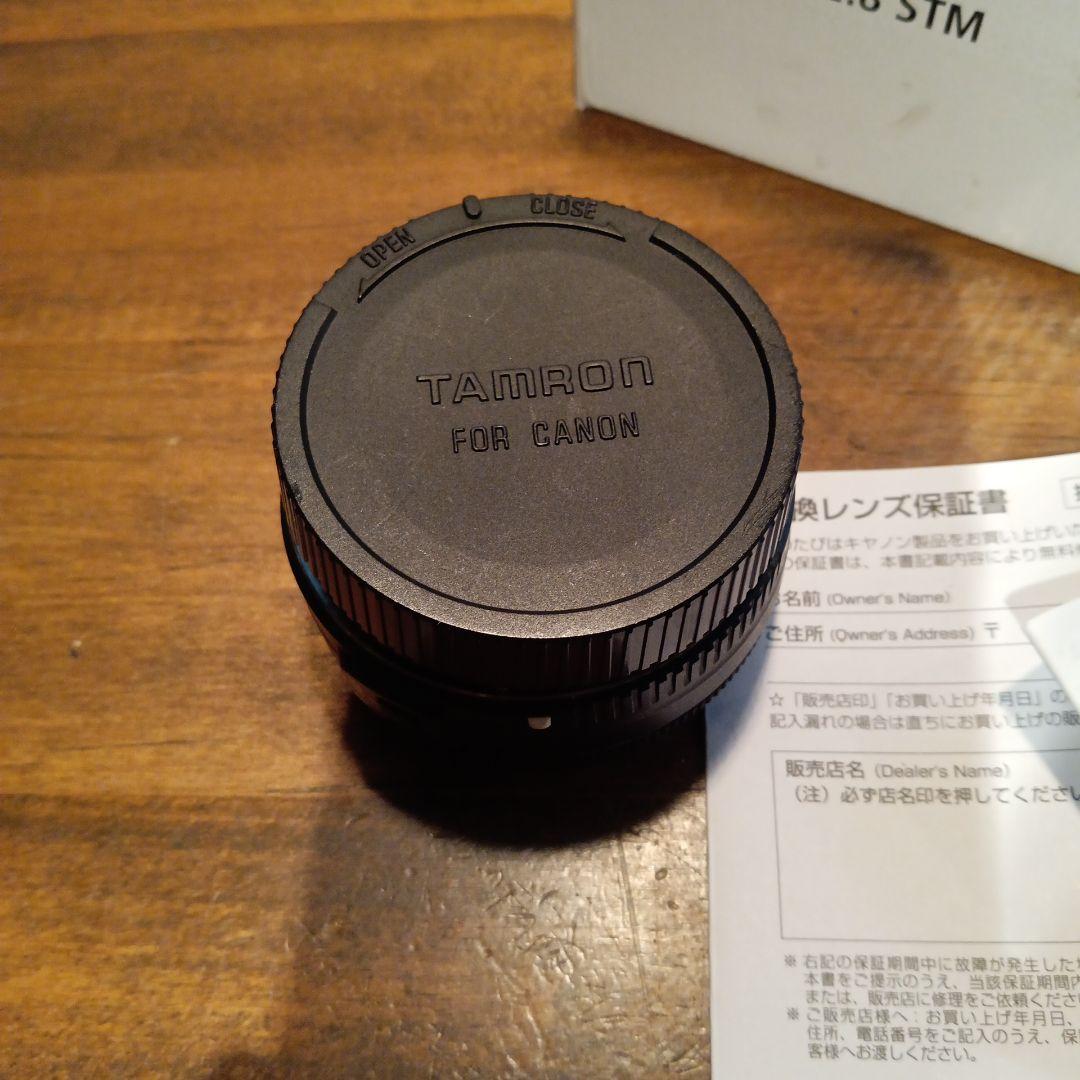 STM
OPEN
CLOSE
TAMRON
FOR CANON
換レンズ保証書
たびはキヤノン製品をお買い上げいた
の保証書は、本書記載内容により無料修
お名前 (Owner's Name)
ご住所 (Owner's Address) 〒
☆「販売店印」「お買い上げ年月日」の
記入漏れの場合は直ちにお買い上げの販
販売店名 (Dealer's Name)
(注) 必ず店名印を押してください
※ 右記の保証期間中に故障が発生した場
本書をご提示のうえ、当該保証期間内
または、販売店に修理をご依頼くださ
※ ご販売店様へ:お買い上げ年月日、
住所、電話番号をご記入のうえ、保
客様へお渡しください。